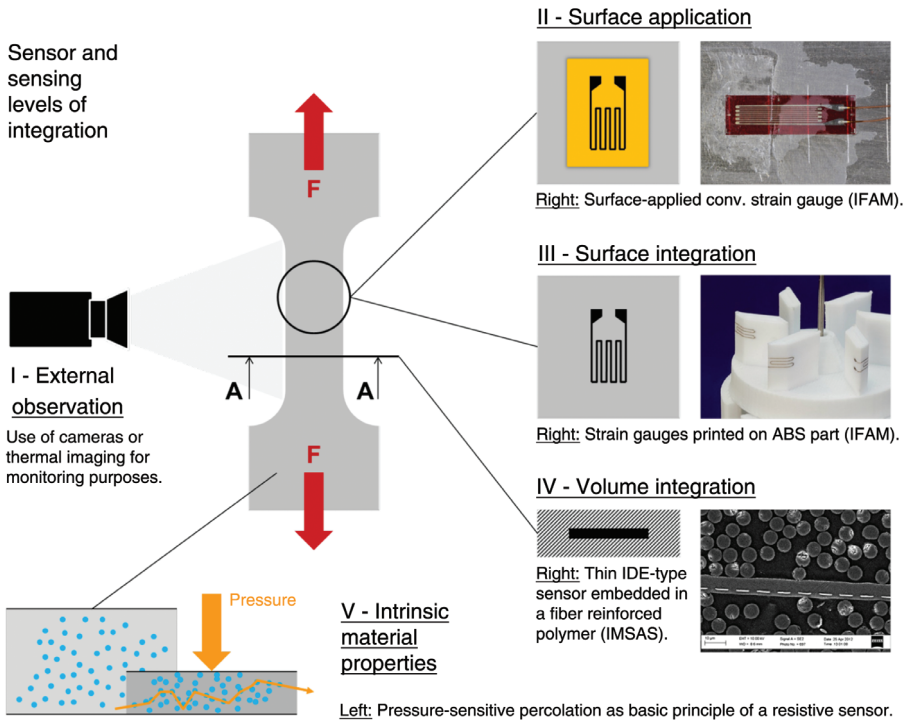 Sensor and
sensing
levels of
integration
F
A
A
F
I - External
observation
Use of cameras or
thermal imaging for
monitoring purposes.
II - Surface application
Right: Surface-applied conv. strain gauge (IFAM).
III - Surface integration
Right: Strain gauges printed on ABS part (IFAM).
IV - Volume integration
Right: Thin IDE-type
sensor embedded in
a fiber reinforced
polymer (IMSAS).
Pressure
V - Intrinsic
material
properties
Left: Pressure-sensitive percolation as basic principle of a resistive sensor.